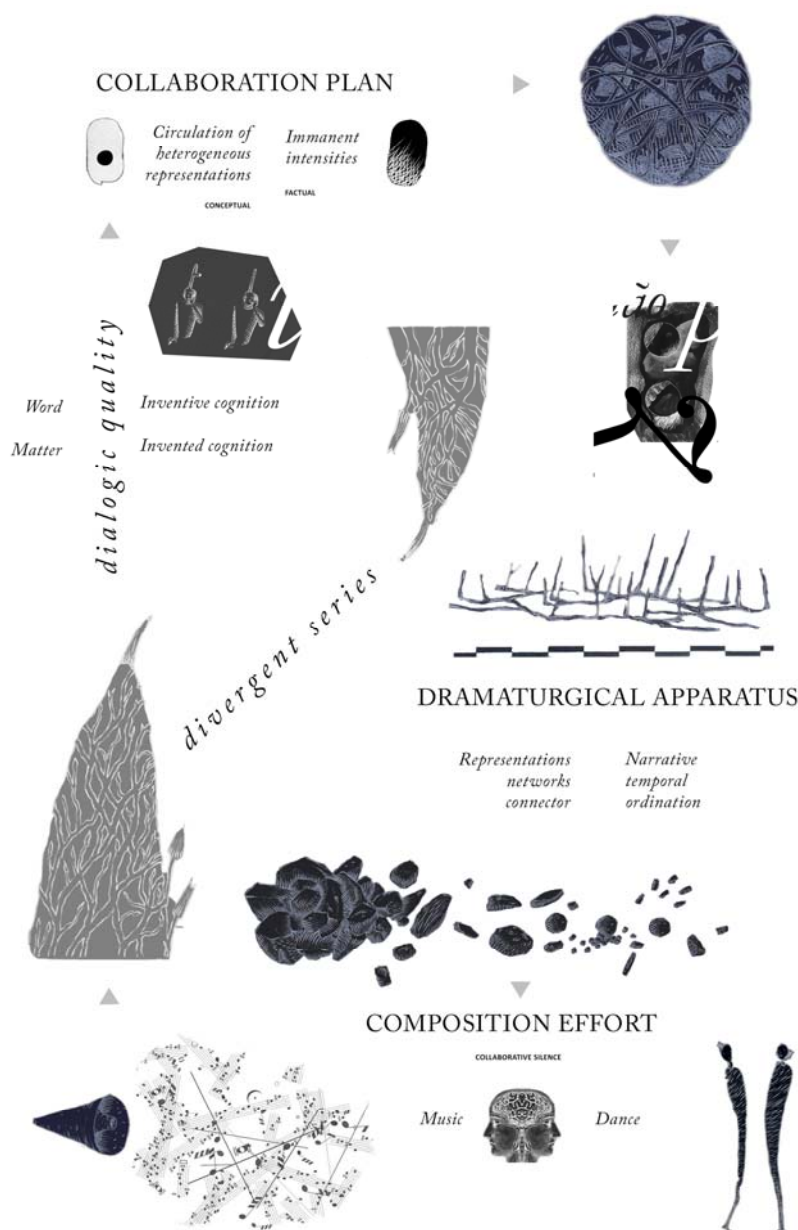 COLLABORATION PLAN
Circulation of
heterogeneous
representations
CONCEPTUAL
Immanent
intensities
FACTUAL
dialogic quality
Word
Inventive cognition
Matter
Invented cognition
divergent series
DRAMATURGICAL APPARATUS
Representations
networks
connector
Narrative
temporal
ordination
COMPOSITION EFFORT
COLLABORATIVE SILENCE
Music
Dance